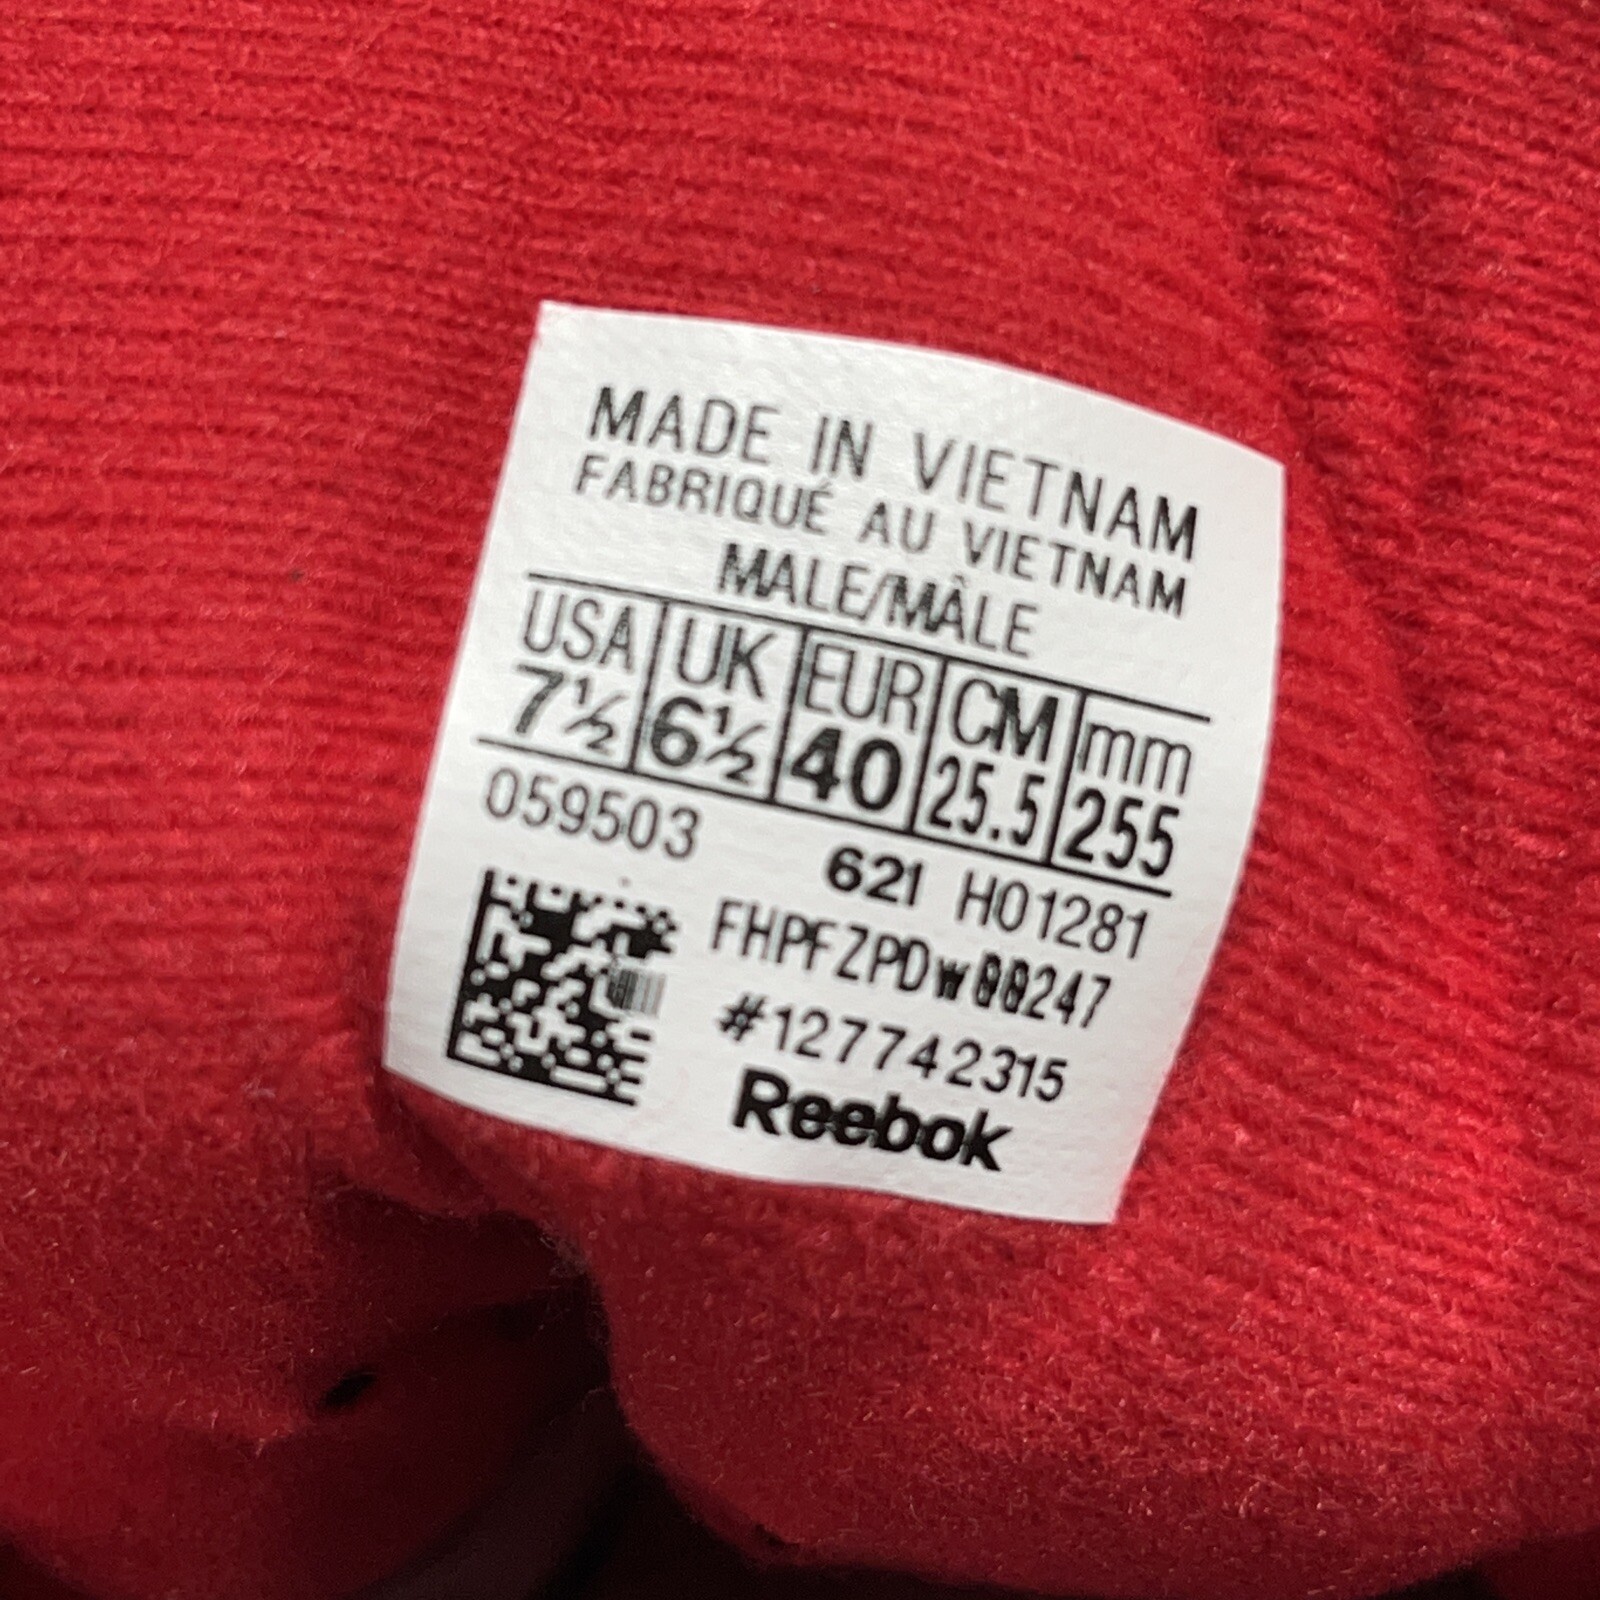 MADE IN VIETNAM
FABRIQUÉ AU VIETNAM
MALE/MÂLE
USA UK EUR CM mm
7½ 6½ 40 25.5 255
059503 621 H01281
FHPFZPDw00247
#127742315
Reebok